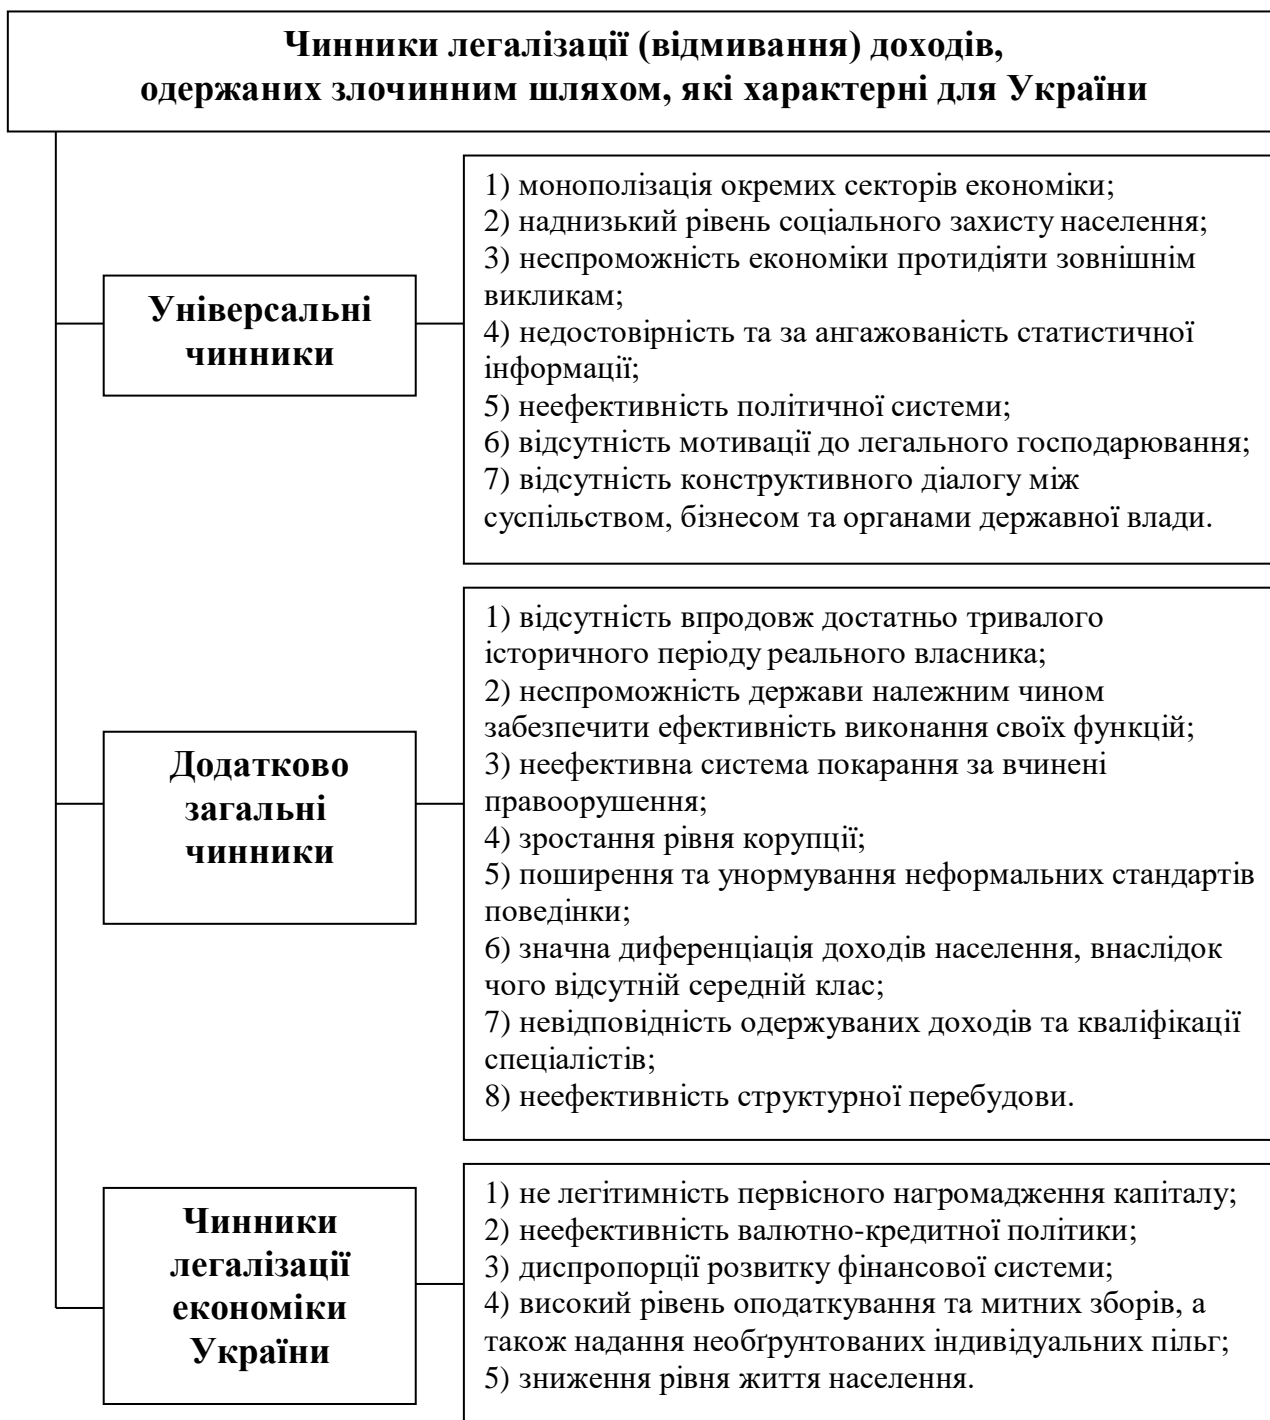 Чинники легалізації (відмивання) доходів,
одержаних злочинним шляхом, які характерні для України
Універсальні
чинники
1) монополізація окремих секторів економіки;
2) наднизький рівень соціального захисту населення;
3) неспроможність економіки протидіяти зовнішнім
викликам;
4) недостовірність та за ангажованість статистичної
інформації;
5) неефективність політичної системи;
6) відсутність мотивації до легального господарювання;
7) відсутність конструктивного діалогу між
суспільством, бізнесом та органами державної влади.
Додатково
загальні
чинники
1) відсутність впродовж достатньо тривалого
історичного періоду реального власника;
2) неспроможність держави належним чином
забезпечити ефективність виконання своїх функцій;
3) неефективна система покарання за вчинені
правоорушення;
4) зростання рівня корупції;
5) поширення та унормування неформальних стандартів
поведінки;
6) значна диференціація доходів населення, внаслідок
чого відсутній середній клас;
7) невідповідність одержуваних доходів та кваліфікації
спеціалістів;
8) неефективність структурної перебудови.
Чинники
легалізації
економіки
України
1) не легітимність первісного нагромадження капіталу;
2) неефективність валютно-кредитної політики;
3) диспропорції розвитку фінансової системи;
4) високий рівень оподаткування та митних зборів, а
також надання необґрунтованих індивідуальних пільг;
5) зниження рівня життя населення.